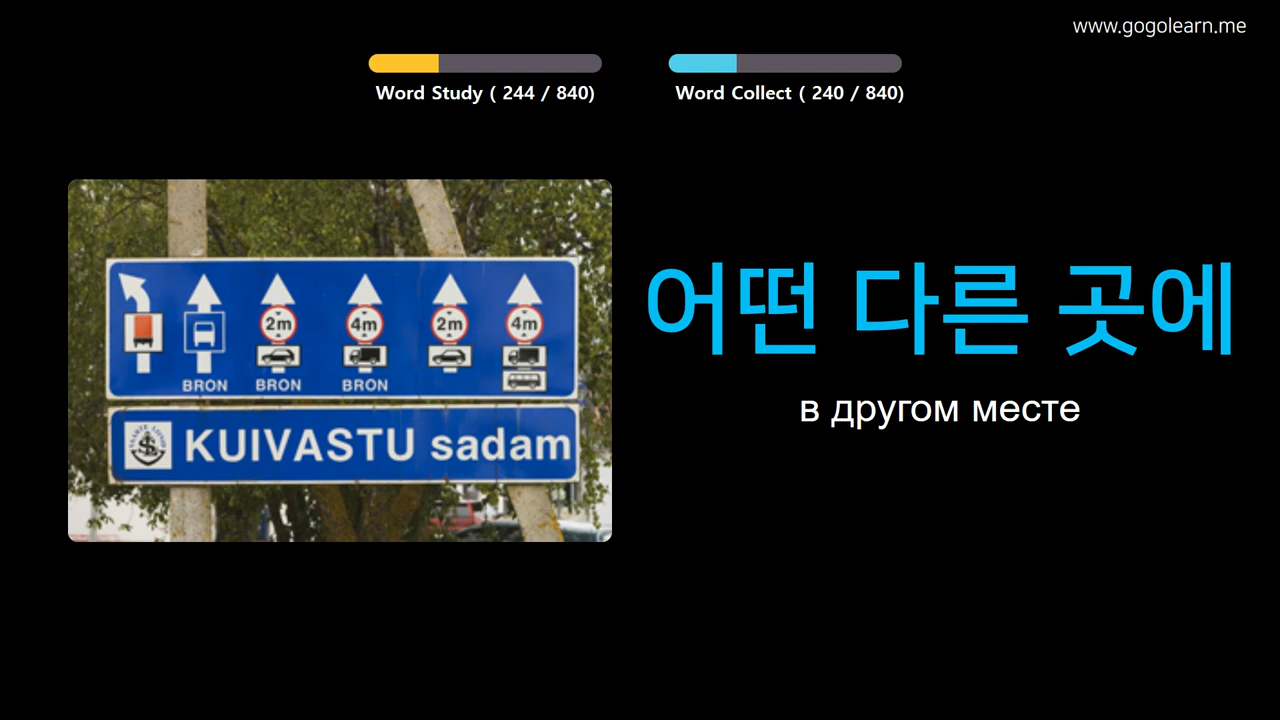 www.gogolearn.me
Word Study ( 244 / 840)
Word Collect ( 240 / 840)
2m 4m 2m 4m
BRON BRON BRON
KUIVASTU sadam
어떤 다른 곳에
в другом месте